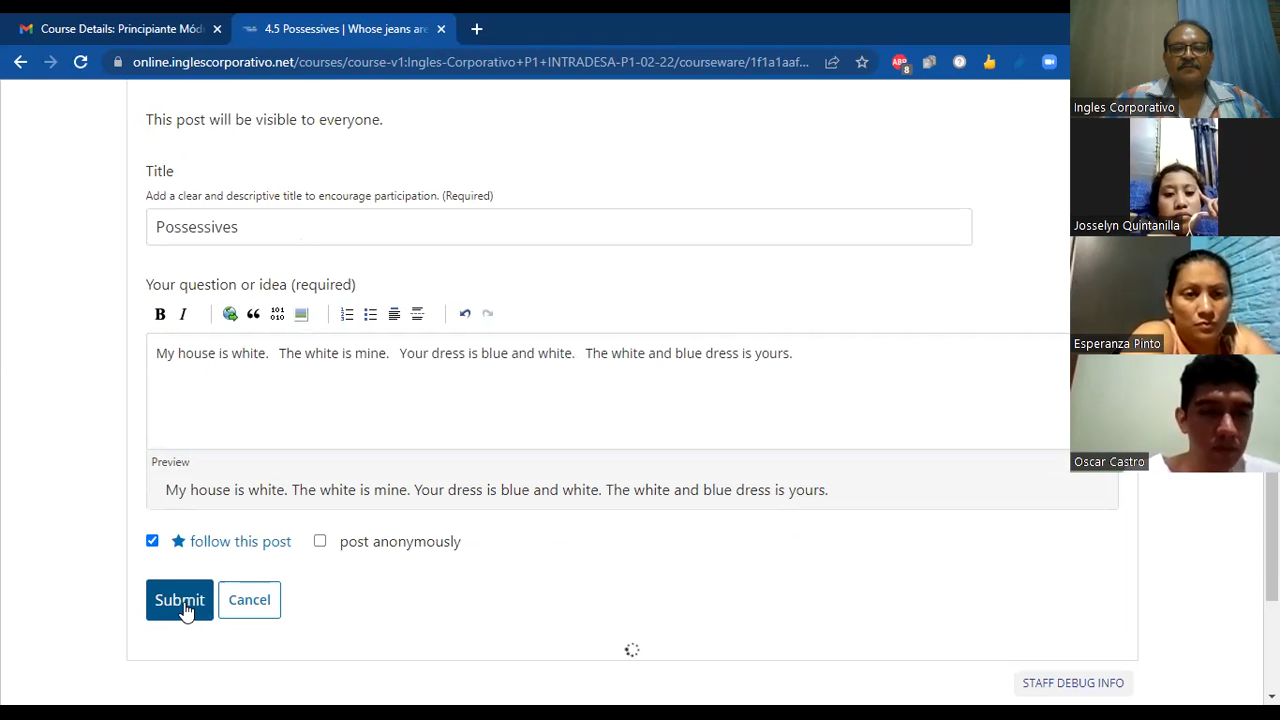 Course Details: Principiante Mód
4.5 Possessives | Whose jeans are
online.inglescorporativo.net/courses/course-v1:Ingles-Corporativo+P1+INTRADESA-P1-02-22/courseware/1f1a1aaf...
8
This post will be visible to everyone.
Title
Add a clear and descriptive title to encourage participation. (Required)
Possessives
Your question or idea (required)
My house is white. The white is mine. Your dress is blue and white. The white and blue dress is yours.
Preview
My house is white. The white is mine. Your dress is blue and white. The white and blue dress is yours.
follow this post post anonymously
Submit Cancel
STAFF DEBUG INFO
Ingles Corporativo
Josselyn Quintanilla
Esperanza Pinto
Oscar Castro